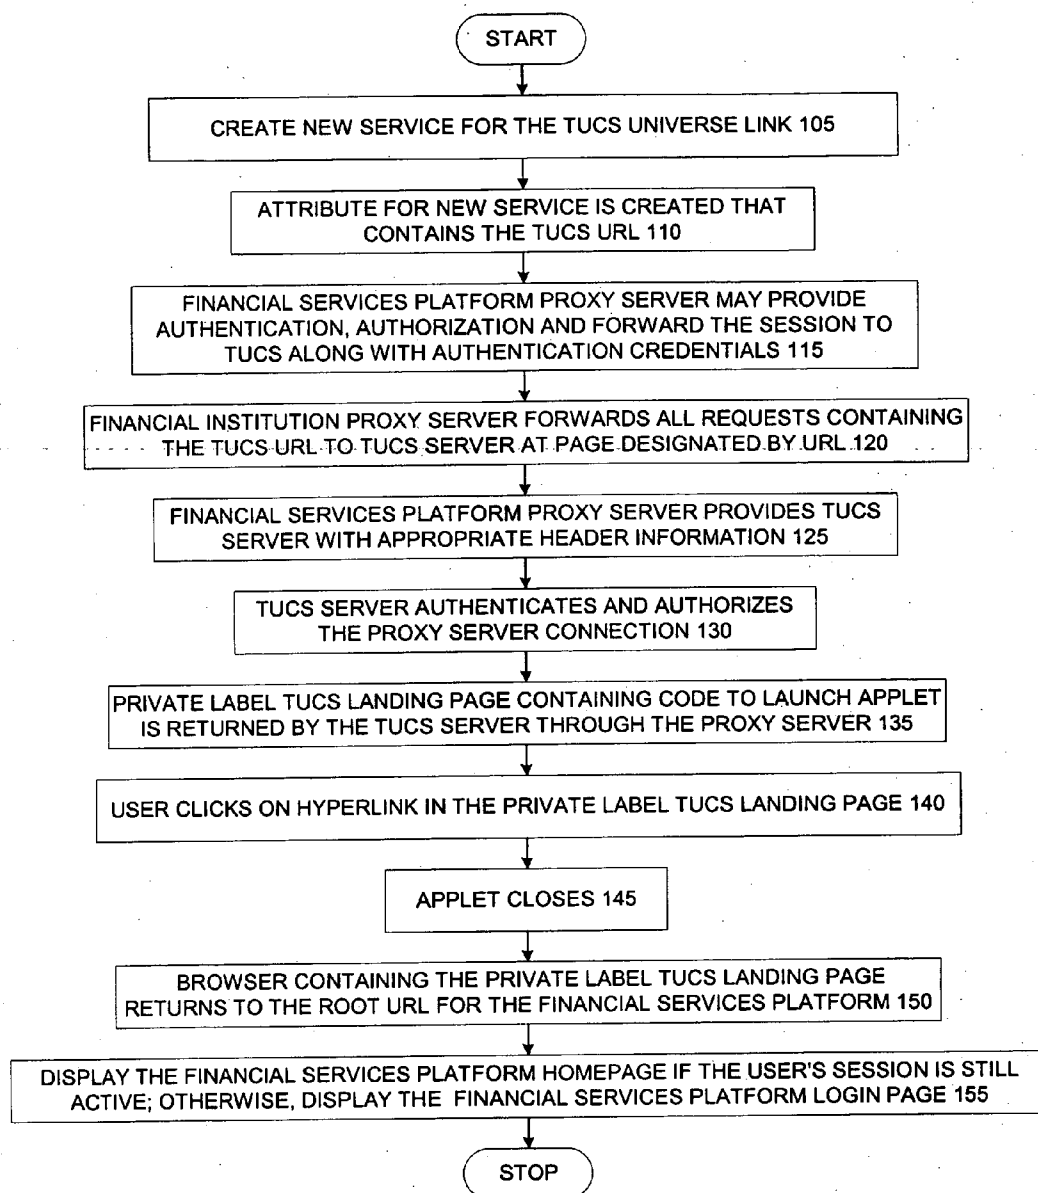 START
CREATE NEW SERVICE FOR THE TUCS UNIVERSE LINK 105
ATTRIBUTE FOR NEW SERVICE IS CREATED THAT
CONTAINS THE TUCS URL 110
FINANCIAL SERVICES PLATFORM PROXY SERVER MAY PROVIDE
AUTHENTICATION, AUTHORIZATION AND FORWARD THE SESSION TO
TUCS ALONG WITH AUTHENTICATION CREDENTIALS 115
FINANCIAL INSTITUTION PROXY SERVER FORWARDS ALL REQUESTS CONTAINING
THE TUCS URL TO TUCS SERVER AT PAGE DESIGNATED BY URL 120
FINANCIAL SERVICES PLATFORM PROXY SERVER PROVIDES TUCS
SERVER WITH APPROPRIATE HEADER INFORMATION 125
TUCS SERVER AUTHENTICATES AND AUTHORIZES
THE PROXY SERVER CONNECTION 130
PRIVATE LABEL TUCS LANDING PAGE CONTAINING CODE TO LAUNCH APPLET
IS RETURNED BY THE TUCS SERVER THROUGH THE PROXY SERVER 135
USER CLICKS ON HYPERLINK IN THE PRIVATE LABEL TUCS LANDING PAGE 140
APPLET CLOSES 145
BROWSER CONTAINING THE PRIVATE LABEL TUCS LANDING PAGE
RETURNS TO THE ROOT URL FOR THE FINANCIAL SERVICES PLATFORM 150
DISPLAY THE FINANCIAL SERVICES PLATFORM HOMEPAGE IF THE USER'S SESSION IS STILL
ACTIVE; OTHERWISE, DISPLAY THE FINANCIAL SERVICES PLATFORM LOGIN PAGE 155
STOP